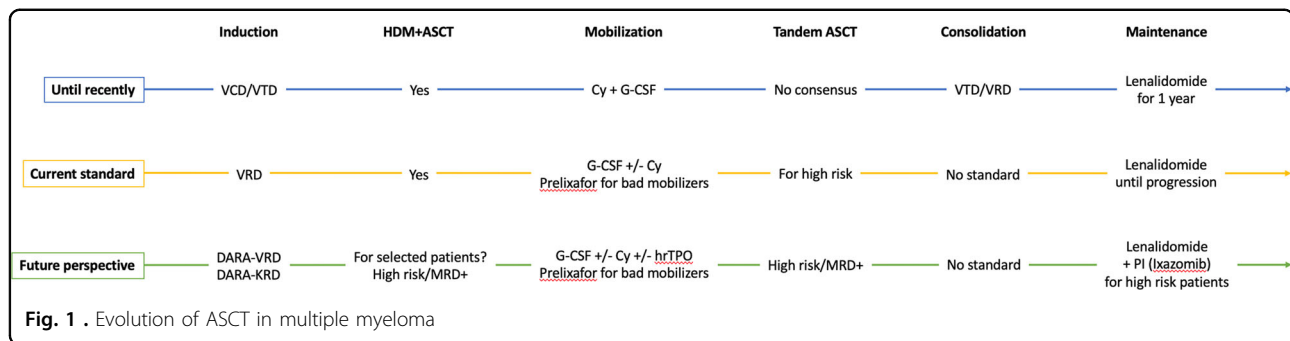 Induction HDM+ASCT Mobilization Tandem ASCT Consolidation Maintenance
Until recently VCD/VTD Yes Cy + G-CSF No consensus VTD/VRD Lenalidomide
for 1 year
Current standard VRD Yes G-CSF +/- Cy
Prelixafor for bad mobilizers For high risk No standard Lenalidomide
until progression
Future perspective DARA-VRD
DARA-KRD For selected patients?
High risk/MRD+ G-CSF +/- Cy +/- hrTPO
Prelixafor for bad mobilizers High risk/MRD+ No standard Lenalidomide
+ PI (Ixazomib)
for high risk patients
Fig. 1 . Evolution of ASCT in multiple myeloma